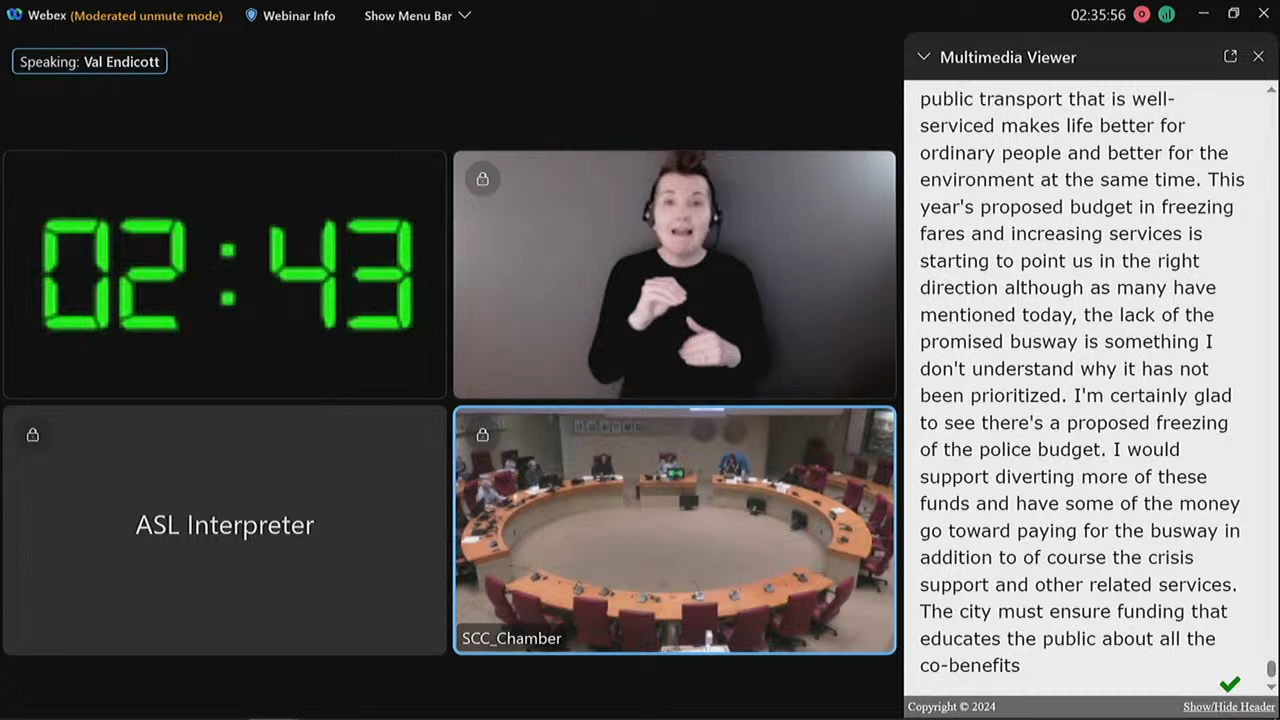 Webex (Moderated unmute mode) Webinar Info Show Menu Bar 02:35:56
Speaking: Val Endicott
02:43
ASL Interpreter
SCC_Chamber
Multimedia Viewer
public transport that is well-
serviced makes life better for
ordinary people and better for the
environment at the same time. This
year's proposed budget in freezing
fares and increasing services is
starting to point us in the right
direction although as many have
mentioned today, the lack of the
promised busway is something I
don't understand why it has not
been prioritized. I'm certainly glad
to see there's a proposed freezing
of the police budget. I would
support diverting more of these
funds and have some of the money
go toward paying for the busway in
addition to of course the crisis
support and other related services.
The city must ensure funding that
educates the public about all the
co-benefits
Copyright © 2024 Show/Hide Header